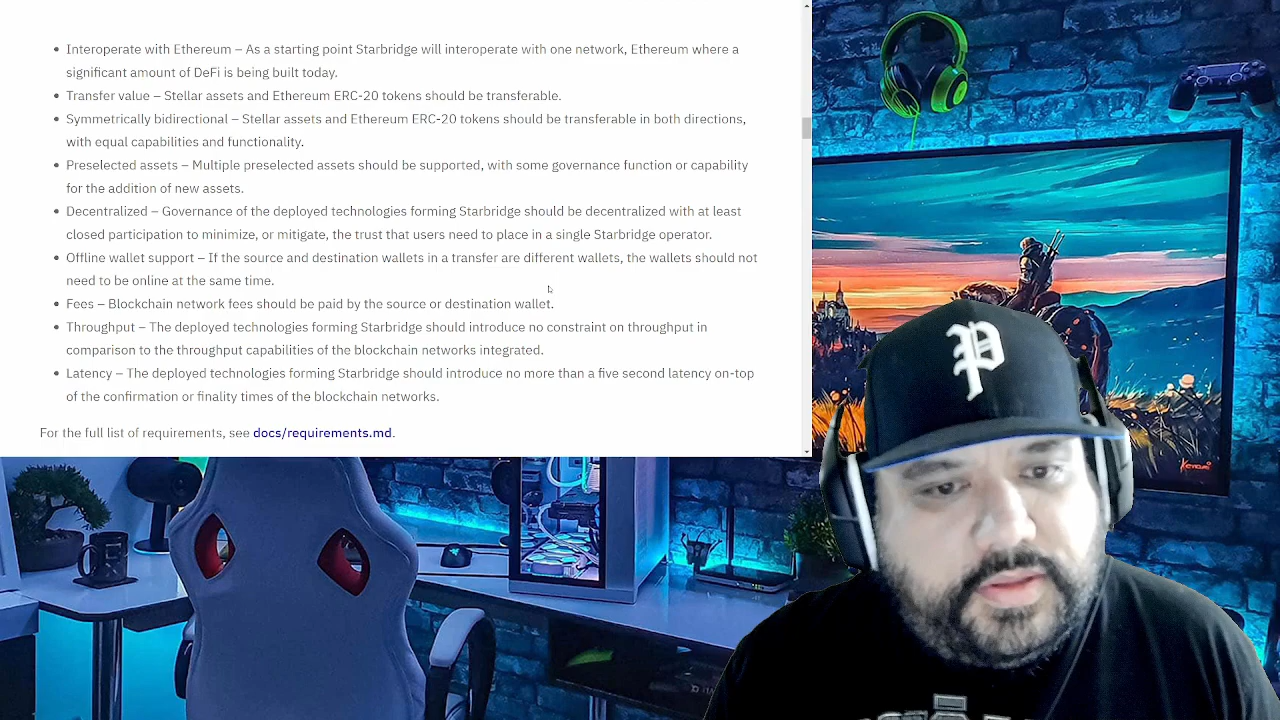 Interoperate with Ethereum – As a starting point Starbridge will interoperate with one network, Ethereum where a
significant amount of DeFi is being built today.
Transfer value – Stellar assets and Ethereum ERC-20 tokens should be transferable.
Symmetrically bidirectional – Stellar assets and Ethereum ERC-20 tokens should be transferable in both directions,
with equal capabilities and functionality.
Preselected assets – Multiple preselected assets should be supported, with some governance function or capability
for the addition of new assets.
Decentralized – Governance of the deployed technologies forming Starbridge should be decentralized with at least
closed participation to minimize, or mitigate, the trust that users need to place in a single Starbridge operator.
Offline wallet support – If the source and destination wallets in a transfer are different wallets, the wallets should not
need to be online at the same time.
Fees – Blockchain network fees should be paid by the source or destination wallet.
Throughput – The deployed technologies forming Starbridge should introduce no constraint on throughput in
comparison to the throughput capabilities of the blockchain networks integrated.
Latency – The deployed technologies forming Starbridge should introduce no more than a five second latency on-top
of the confirmation or finality times of the blockchain networks.
For the full list of requirements, see docs/requirements.md.
P